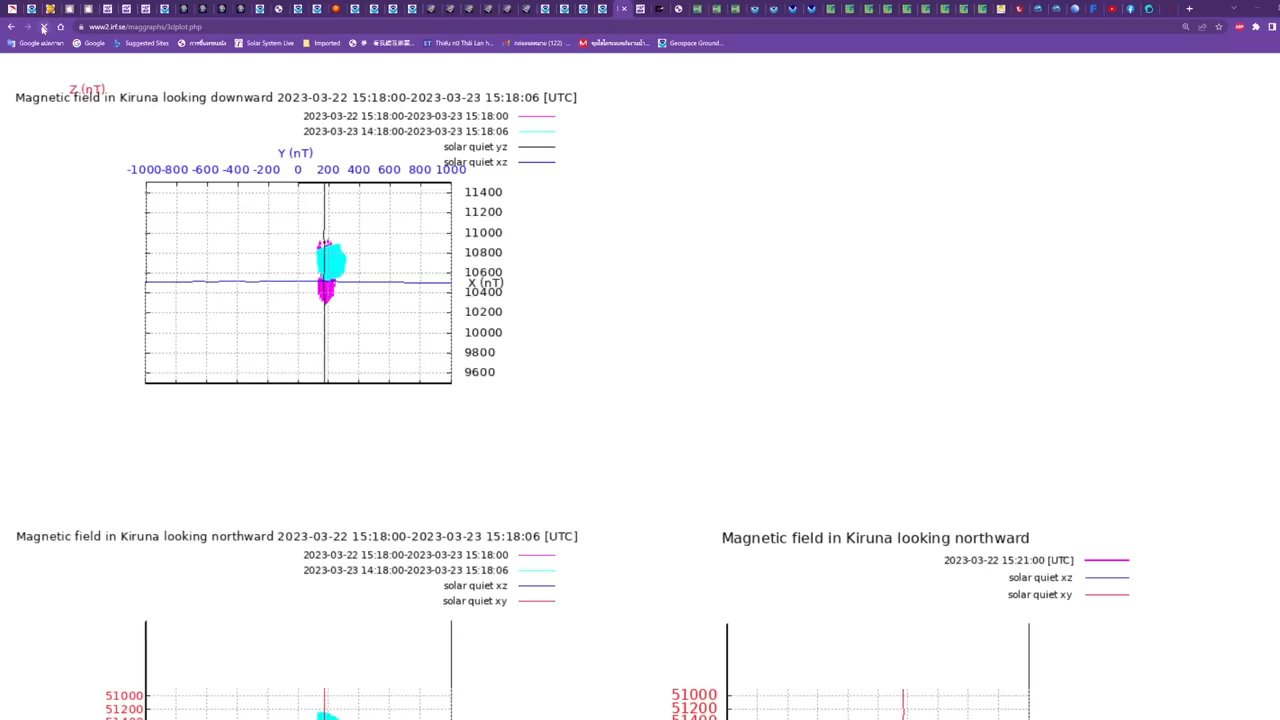 www2.irf.se/maggraphs/3dplot.php
Google
Suggested Sites
Solar System Live
Imported
Geospace Ground...
Z (nT)
Magnetic field in Kiruna looking downward 2023-03-22 15:18:00-2023-03-23 15:18:06 [UTC]
2023-03-22 15:18:00-2023-03-23 15:18:00
2023-03-23 14:18:00-2023-03-23 15:18:06
solar quiet yz
solar quiet xz
Y (nT)
-1000-800 -600 -400 -200 0 200 400 600 800 1000
11400
11200
11000
10800
10600
X (nT)
10400
10200
10000
9800
9600
Magnetic field in Kiruna looking northward 2023-03-22 15:18:00-2023-03-23 15:18:06 [UTC]
2023-03-22 15:18:00-2023-03-23 15:18:00
2023-03-23 14:18:00-2023-03-23 15:18:06
solar quiet xz
solar quiet xy
51000
51200
51400
Magnetic field in Kiruna looking northward
2023-03-22 15:21:00 [UTC]
solar quiet xz
solar quiet xy
51000
51200
51400